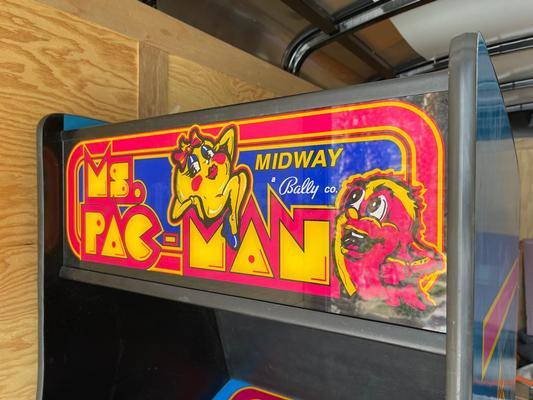 MS.
PAC-MAN
MIDWAY
a Bally co.